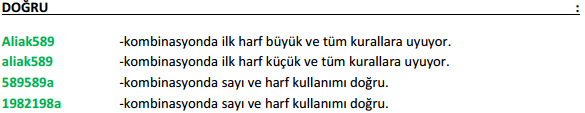 DOĞRU :
Aliak589 -kombinasyonda ilk harf büyük ve tüm kurallara uyuyor.
aliak589 -kombinasyonda ilk harf küçük ve tüm kurallara uyuyor.
589589a -kombinasyonda sayı ve harf kullanımı doğru.
1982198a -kombinasyonda sayı ve harf kullanımı doğru.